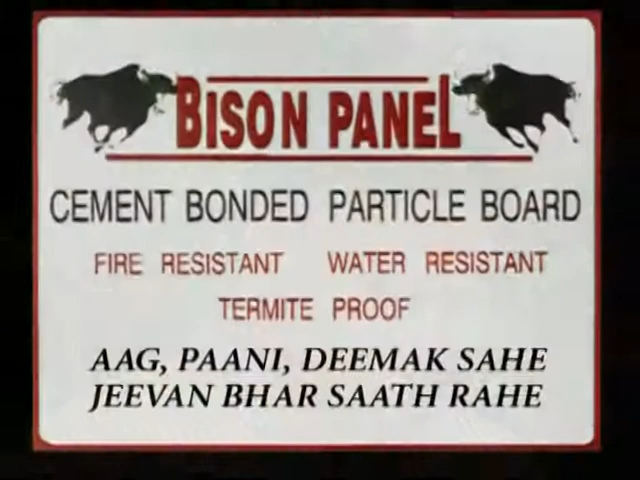 BISON PANEL
CEMENT BONDED PARTICLE BOARD
FIRE RESISTANT WATER RESISTANT
TERMITE PROOF
AAG, PAANI, DEEMAK SAHE
JEEVAN BHAR SAATH RAHE